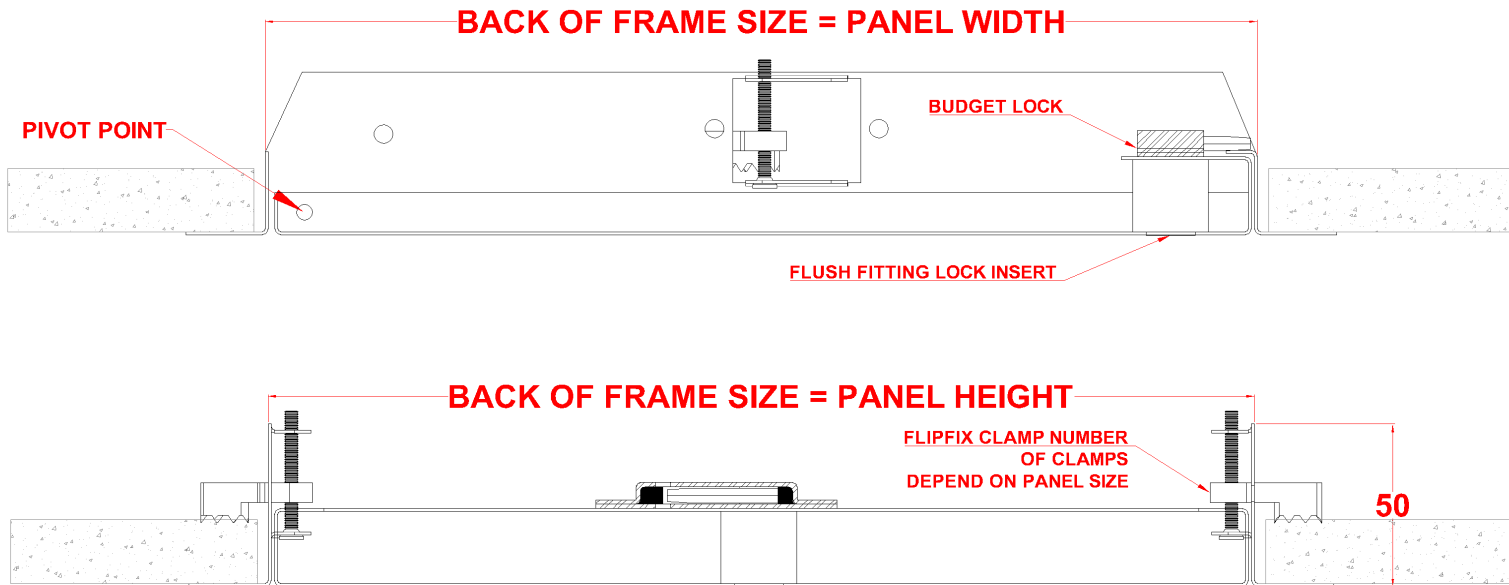 BACK OF FRAME SIZE = PANEL WIDTH
BUDGET LOCK
PIVOT POINT
FLUSH FITTING LOCK INSERT
BACK OF FRAME SIZE = PANEL HEIGHT
FLIPFIX CLAMP NUMBER
OF CLAMPS
DEPEND ON PANEL SIZE
50